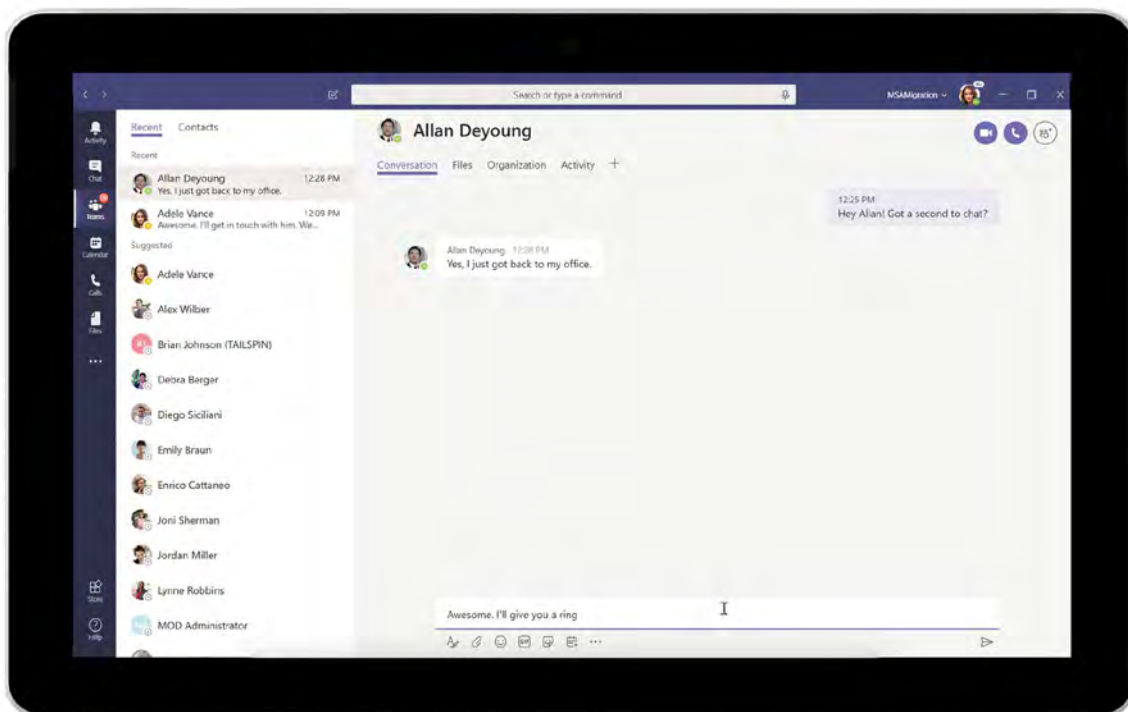 Search or type a command
MSAMigration
Activity
Chat
Teams
Calendar
Calls
Files
Store
Help
Recent Contacts
Recent
Allan Deyoung 12:28 PM
Yes, I just got back to my office.
Adele Vance 12:09 PM
Awesome. I'll get in touch with him. We...
Suggested
Adele Vance
Alex Wilber
Brian Johnson (TAILSPIN)
Debra Berger
Diego Siciliani
Emily Braun
Enrico Cattaneo
Joni Sherman
Jordan Miller
Lynne Robbins
MOD Administrator
Allan Deyoung
Conversation Files Organization Activity
12:25 PM
Hey Allan! Got a second to chat?
Allan Deyoung 12:28 PM
Yes, I just got back to my office.
Awesome. I'll give you a ring